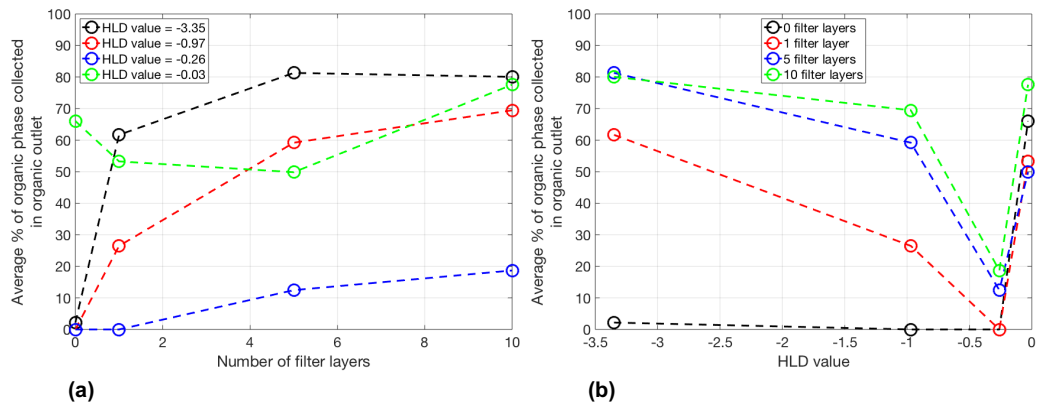 100
90
80
70
60
50
40
30
20
10
0
Average % of organic phase collected
in organic outlet
HLD value = -3.35
HLD value = -0.97
HLD value = -0.26
HLD value = -0.03
0 2 4 6 8 10
Number of filter layers
(a)
100
90
80
70
60
50
40
30
20
10
0
Average % of organic phase collected
in organic outlet
0 filter layers
1 filter layer
5 filter layers
10 filter layers
-3.5 -3 -2.5 -2 -1.5 -1 -0.5 0
HLD value
(b)